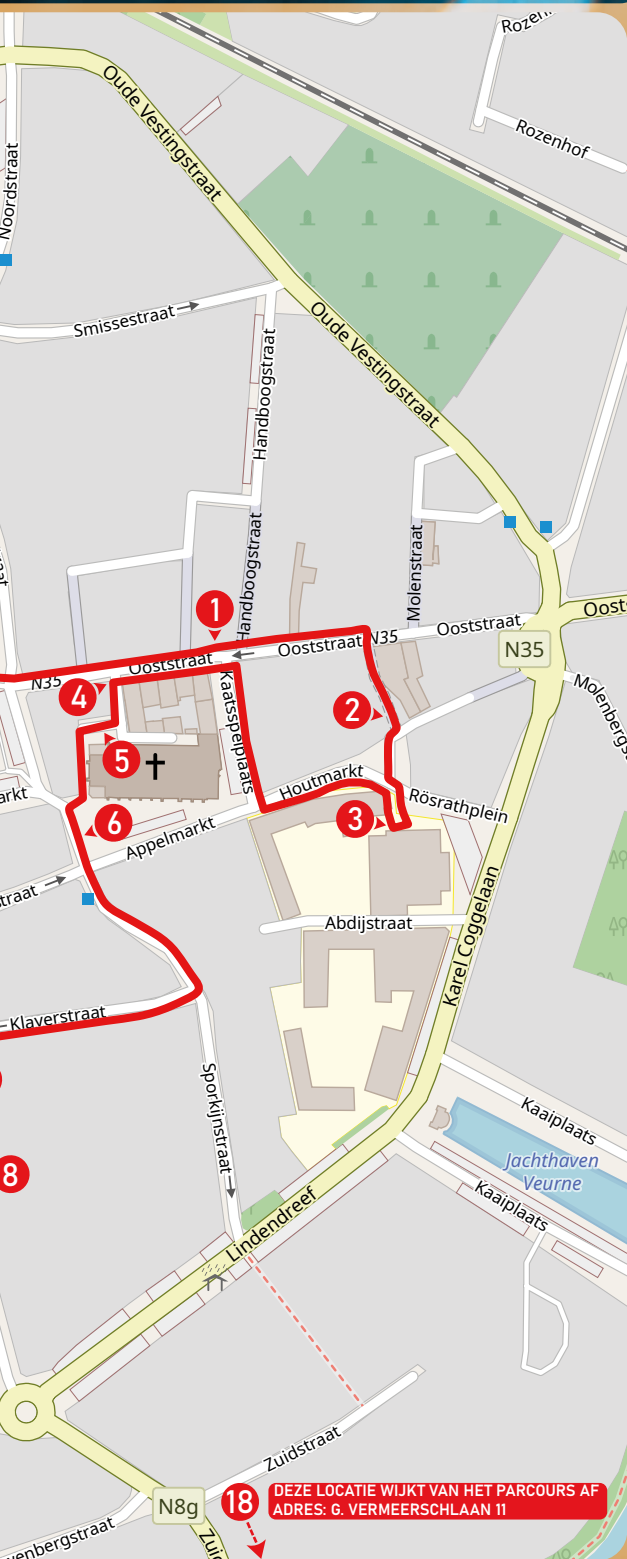 Rozenhof
Noordstraat
Oude Vestingstraat
Smissestraat
Handboogstraat
Oude Vestingstraat
Handboogstraat
Molenstraat
1
Ooststraat
N35
Ooststraat
Ooststraat
N35
N35
4
Kaatsspelplaats
2
Molenbergs
5
Houtmarkt
Rösrathplein
3
6
Appelmarkt
Abdijstraat
Karel Coggelaan
Klaverstraat
Sporkijnstraat
Kaaiplaats
Jachthaven
Veurne
Kaaiplaats
8
Lindendreef
Zuidstraat
N8g
18
DEZE LOCATIE WIJKT VAN HET PARCOURS AF
ADRES: G. VERMEERSCHLAAN 11